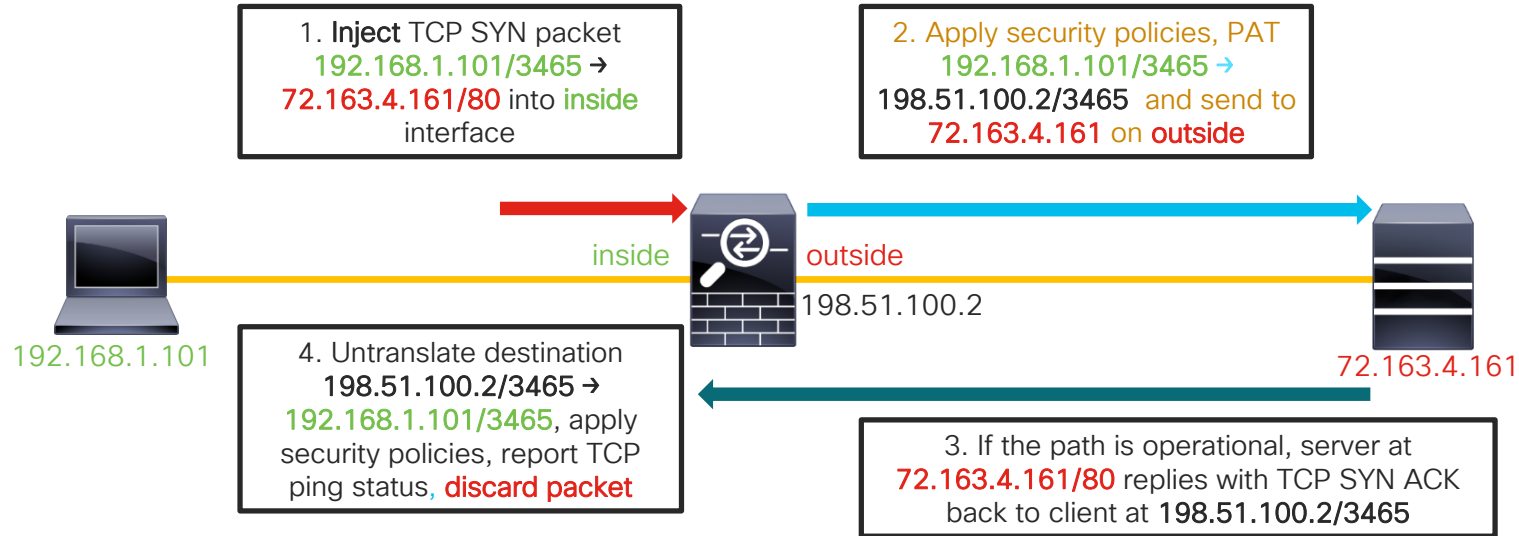 1. Inject TCP SYN packet
192.168.1.101/3465 →
72.163.4.161/80 into inside
interface
2. Apply security policies, PAT
192.168.1.101/3465 →
198.51.100.2/3465 and send to
72.163.4.161 on outside
inside
outside
198.51.100.2
192.168.1.101
72.163.4.161
4. Untranslate destination
198.51.100.2/3465 →
192.168.1.101/3465, apply
security policies, report TCP
ping status, discard packet
3. If the path is operational, server at
72.163.4.161/80 replies with TCP SYN ACK
back to client at 198.51.100.2/3465